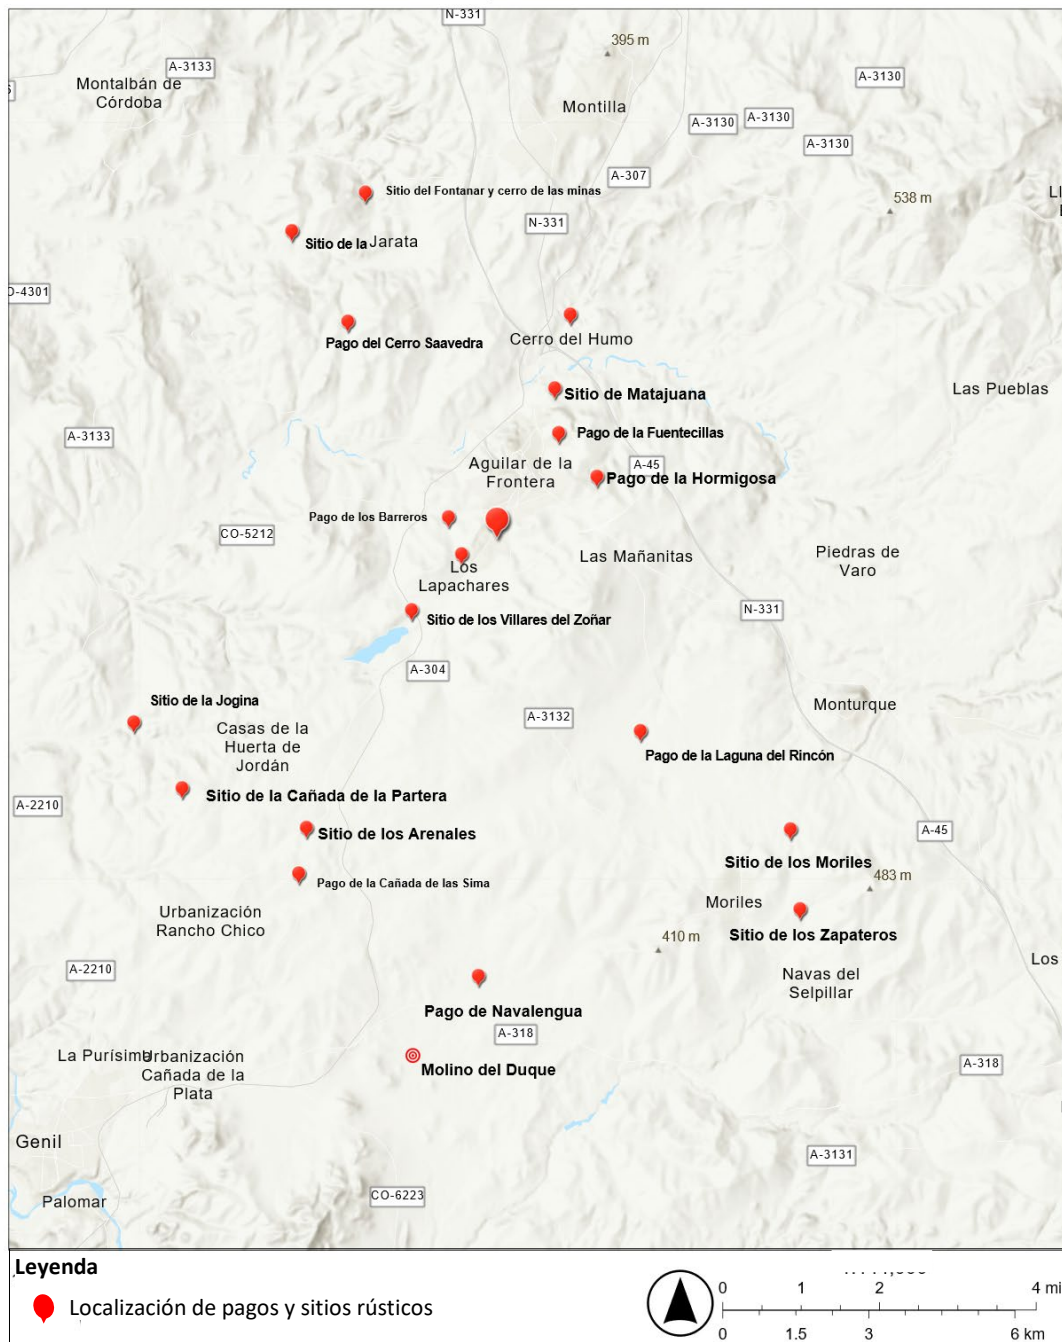 N-331
395 m
A-3133
Montalbán de
Córdoba
A-3130
Montilla
A-3130
A-3130
A-3130
A-307
Sitio del Fontanar y cerro de las minas
538 m
N-331
Sitio de la Jarata
O-4301
Cerro del Humo
Pago del Cerro Saavedra
Las Pueblas
Sitio de Matajuana
A-3133
Pago de la Fuentecillas
Aguilar de la
Frontera
A-45
Pago de la Hormigosa
Pago de los Barreros
CO-5212
Las Mañanitas
Piedras de
Varo
Los
Lapachares
N-331
Sitio de los Villares del Zoñar
A-304
Sitio de la Jogina
Monturque
A-3132
Casas de la
Huerta de
Jordán
Pago de la Laguna del Rincón
Sitio de la Cañada de la Partera
A-2210
Sitio de los Arenales
A-45
Sitio de los Moriles
483 m
Pago de la Cañada de las Sima
Moriles
Urbanización
Rancho Chico
Sitio de los Zapateros
410 m
Los
A-2210
Navas del
Selpillar
Pago de Navalengua
A-318
La Purísima
Urbanización
Cañada de la
Plata
Molino del Duque
A-318
Genil
A-3131
Palomar
CO-6223
Leyenda
Localización de pagos y sitios rústicos
0 1 2 4 mi
0 1.5 3 6 km